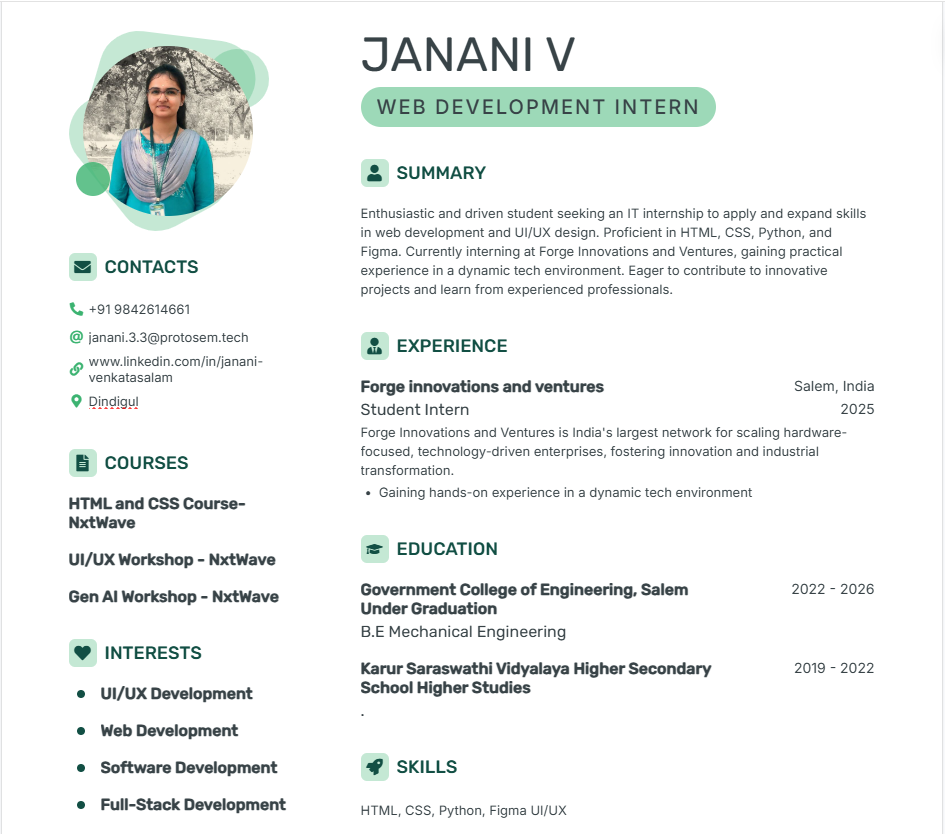 JANANI V
WEB DEVELOPMENT INTERN
CONTACTS
+91 9842614661
janani.3.3@protosem.tech
www.linkedin.com/in/janani-
venkatasalam
Dindigul
COURSES
HTML and CSS Course-
NxtWave
UI/UX Workshop - NxtWave
Gen AI Workshop - NxtWave
INTERESTS
• UI/UX Development
• Web Development
• Software Development
• Full-Stack Development
SUMMARY
Enthusiastic and driven student seeking an IT internship to apply and expand skills
in web development and UI/UX design. Proficient in HTML, CSS, Python, and
Figma. Currently interning at Forge Innovations and Ventures, gaining practical
experience in a dynamic tech environment. Eager to contribute to innovative
projects and learn from experienced professionals.
EXPERIENCE
Forge innovations and ventures Salem, India
Student Intern 2025
Forge Innovations and Ventures is India's largest network for scaling hardware-
focused, technology-driven enterprises, fostering innovation and industrial
transformation.
• Gaining hands-on experience in a dynamic tech environment
EDUCATION
Government College of Engineering, Salem 2022 - 2026
Under Graduation
B.E Mechanical Engineering
Karur Saraswathi Vidyalaya Higher Secondary 2019 - 2022
School Higher Studies
.
SKILLS
HTML, CSS, Python, Figma UI/UX